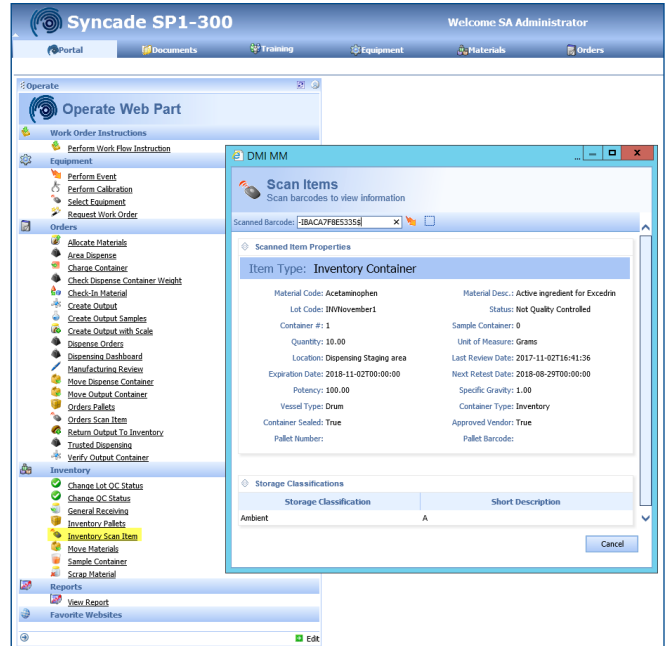 Syncade SP1-300
Welcome SA Administrator
Portal Documents Training Equipment Materials Orders
Operate
Operate Web Part
Work Order Instructions
Perform Work Flow Instruction
Equipment
Perform Event
Perform Calibration
Select Equipment
Request Work Order
Orders
Allocate Materials
Area Dispense
Charge Container
Check Dispense Container Weight
Check-In Material
Create Output
Create Output Samples
Create Output with Scale
Dispense Orders
Dispensing Dashboard
Manufacturing Review
Move Dispense Container
Move Output Container
Orders Pallets
Orders Scan Item
Return Output To Inventory
Trusted Dispensing
Verify Output Container
Inventory
Change Lot QC Status
Change QC Status
General Receiving
Inventory Pallets
Inventory Scan Item
Move Materials
Sample Container
Scrap Material
Reports
View Report
Favorite Websites
Edit
DMI MM
...
Scan Items
Scan barcodes to view information
Scanned Barcode: -IBACA7F8E5335$
Scanned Item Properties
Item Type: Inventory Container
Material Code: Acetaminophen Material Desc.: Active ingredient for Excedrin
Lot Code: INVNovember1 Status: Not Quality Controlled
Container #: 1 Sample Container: 0
Quantity: 10.00 Unit of Measure: Grams
Location: Dispensing Staging area Last Review Date: 2017-11-02T16:41:36
Expiration Date: 2018-11-02T00:00:00 Next Retest Date: 2018-08-29T00:00:00
Potency: 100.00 Specific Gravity: 1.00
Vessel Type: Drum Container Type: Inventory
Container Sealed: True Approved Vendor: True
Pallet Number: Pallet Barcode:
Storage Classifications
Storage Classification Short Description
Ambient A
Cancel